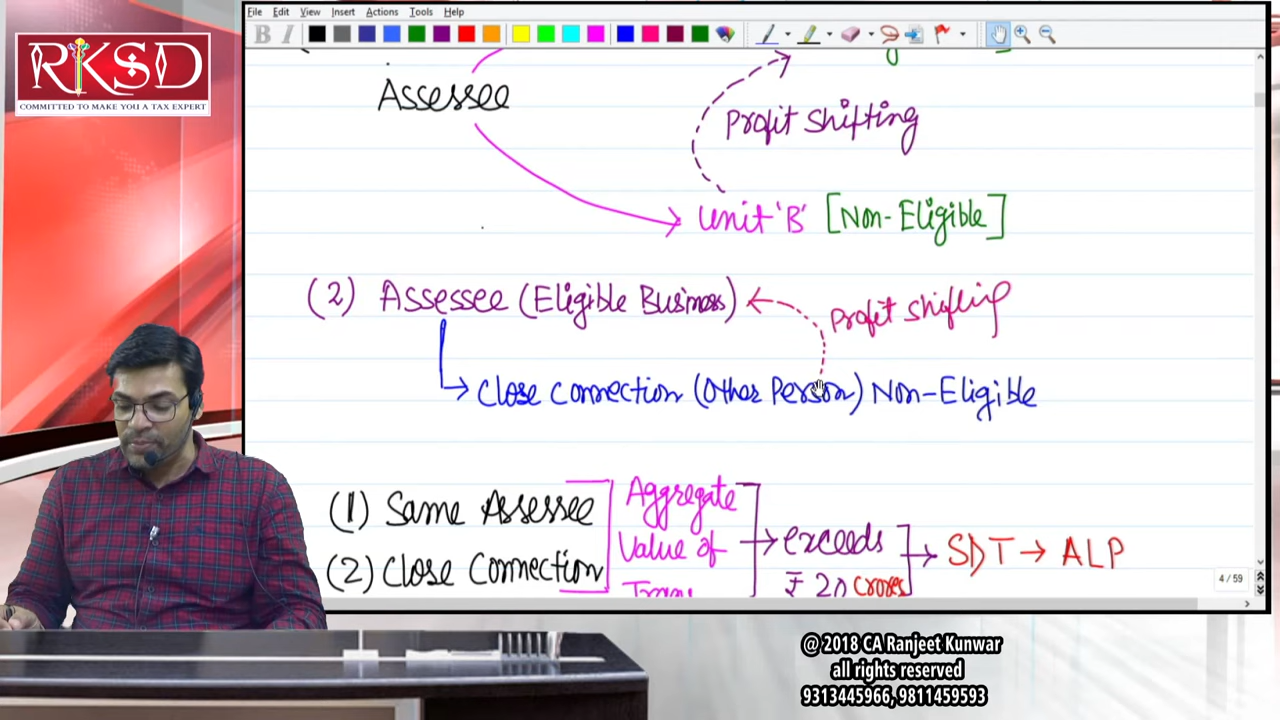 File Edit View Insert Actions Tools Help
B I
RKSD
COMMITTED TO MAKE YOU A TAX EXPERT
Assessee
Profit Shifting
Unit 'B' [Non-Eligible]
(2) Assessee (Eligible Business)
Profit Shifting
Close Connection (Other Person) Non-Eligible
(1) Same Assessee
(2) Close Connection
Aggregate
Value of
exceeds
₹ 20 crores
SDT → ALP
4 / 59
@ 2018 CA Ranjeet Kunwar
all rights reserved
9313445966, 9811459593